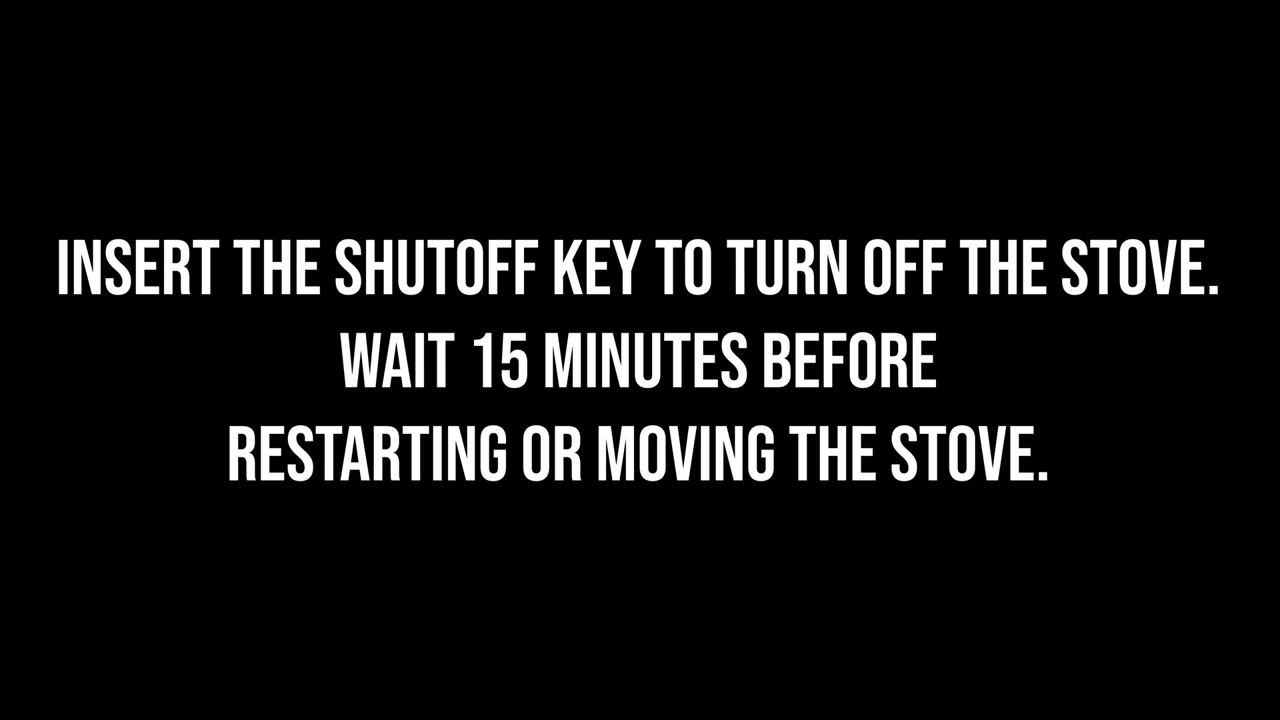 INSERT THE SHUTOFF KEY TO TURN OFF THE STOVE.
WAIT 15 MINUTES BEFORE
RESTARTING OR MOVING THE STOVE.